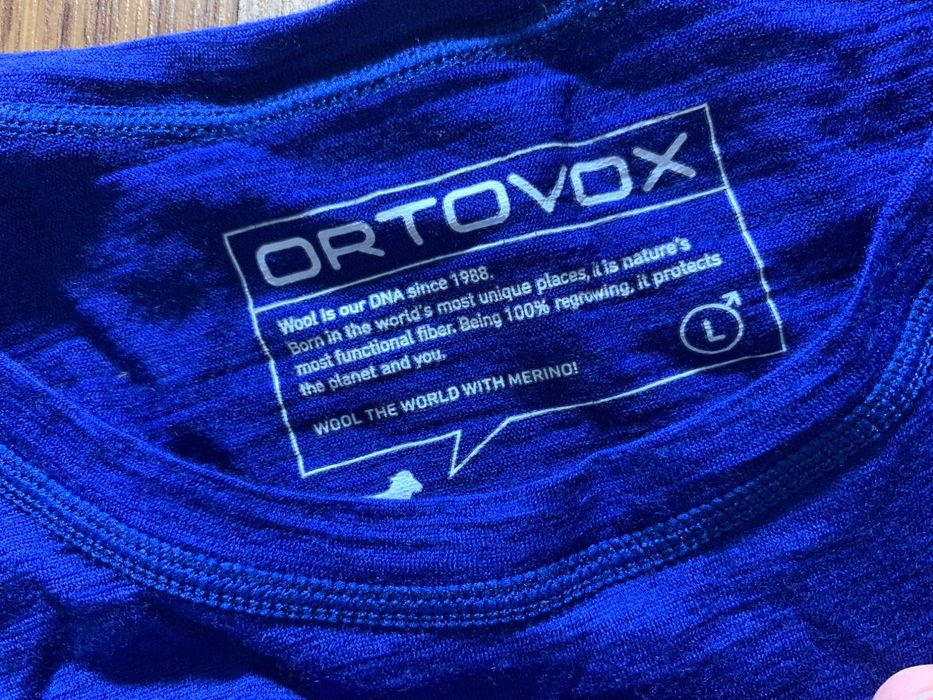 ORTOVOX
Wool is our DNA since 1988.
Born in the world's most unique places, it is nature's
most functional fiber. Being 100% regrowing, it protects
the planet and you.
L
WOOL THE WORLD WITH MERINO!